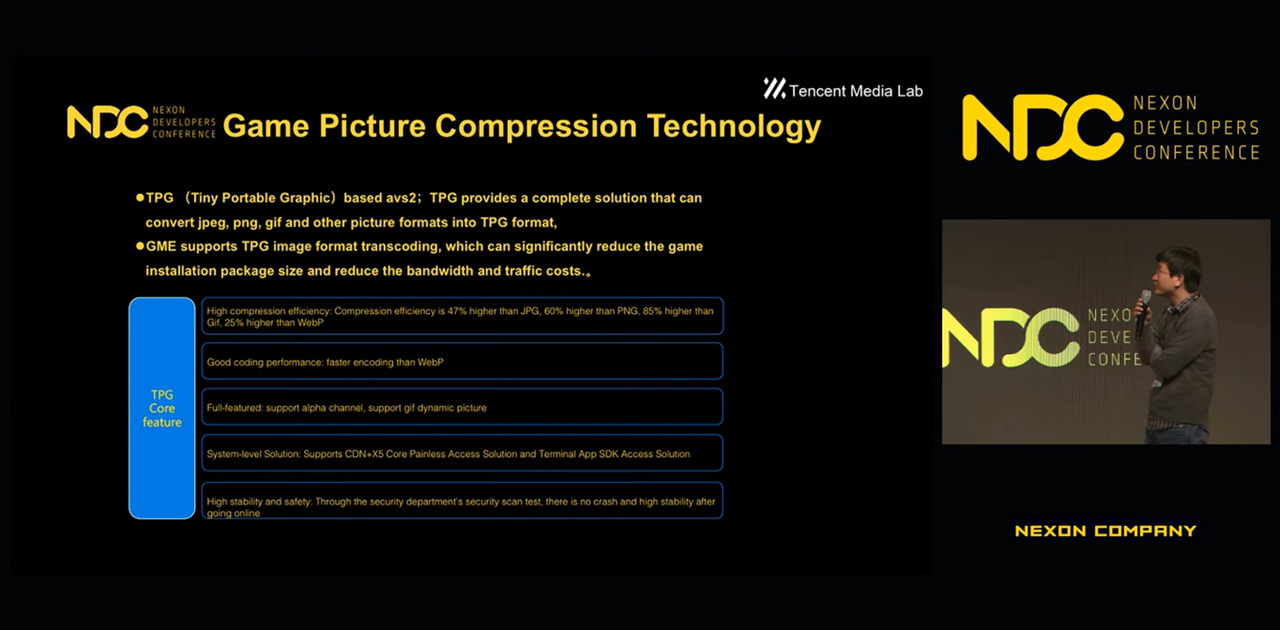 Tencent Media Lab
NDC NEXON DEVELOPERS CONFERENCE
Game Picture Compression Technology
●TPG （Tiny Portable Graphic）based avs2；TPG provides a complete solution that can
convert jpeg, png, gif and other picture formats into TPG format,
●GME supports TPG image format transcoding, which can significantly reduce the game
installation package size and reduce the bandwidth and traffic costs.。
TPG
Core
feature
High compression efficiency: Compression efficiency is 47% higher than JPG, 60% higher than PNG, 85% higher than
Gif, 25% higher than WebP
Good coding performance: faster encoding than WebP
Full-featured: support alpha channel, support gif dynamic picture
System-level Solution: Supports CDN+X5 Core Painless Access Solution and Terminal App SDK Access Solution
High stability and safety: Through the security department's security scan test, there is no crash and high stability after
going online
NDC
NEXON
DEVELOPERS
CONFERENCE
NDC
NEXO
DEVE
CONFE
NEXON COMPANY